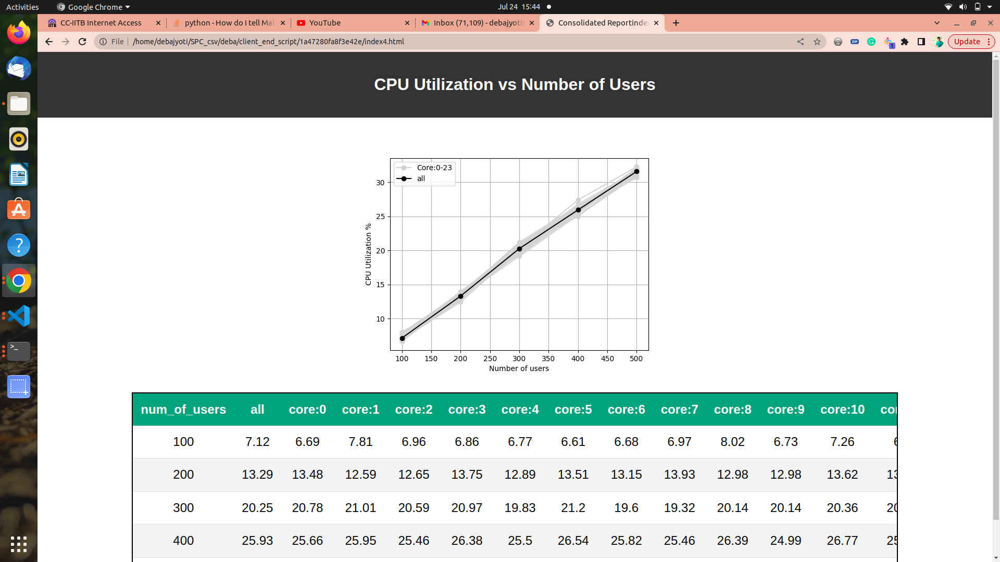 Activities Google Chrome Jul 24 15:44
CC-IITB Internet Access python - How do I tell Mat YouTube Inbox (71,109) - debajyotis Consolidated Reportinde
File /home/debajyoti/SPC_csv/deba/client_end_script/1a47280fa8f3e42e/index4.html ZIP 1 Update
CPU Utilization vs Number of Users
Core:0-23
all
30
25
20
15
10
CPU Utilization %
100 150 200 250 300 350 400 450 500
Number of users
num_of_users all core:0 core:1 core:2 core:3 core:4 core:5 core:6 core:7 core:8 core:9 core:10 cor
100 7.12 6.69 7.81 6.96 6.86 6.77 6.61 6.68 6.97 8.02 6.73 7.26 6
200 13.29 13.48 12.59 12.65 13.75 12.89 13.51 13.15 13.93 12.98 12.98 13.62 13
300 20.25 20.78 21.01 20.59 20.97 19.83 21.2 19.6 19.32 20.14 20.14 20.36 20
400 25.93 25.66 25.95 25.46 26.38 25.5 26.54 25.82 25.46 26.39 24.99 26.77 25